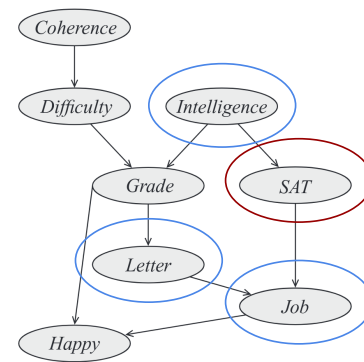 Coherence
Difficulty
Intelligence
Grade
SAT
Letter
Job
Happy